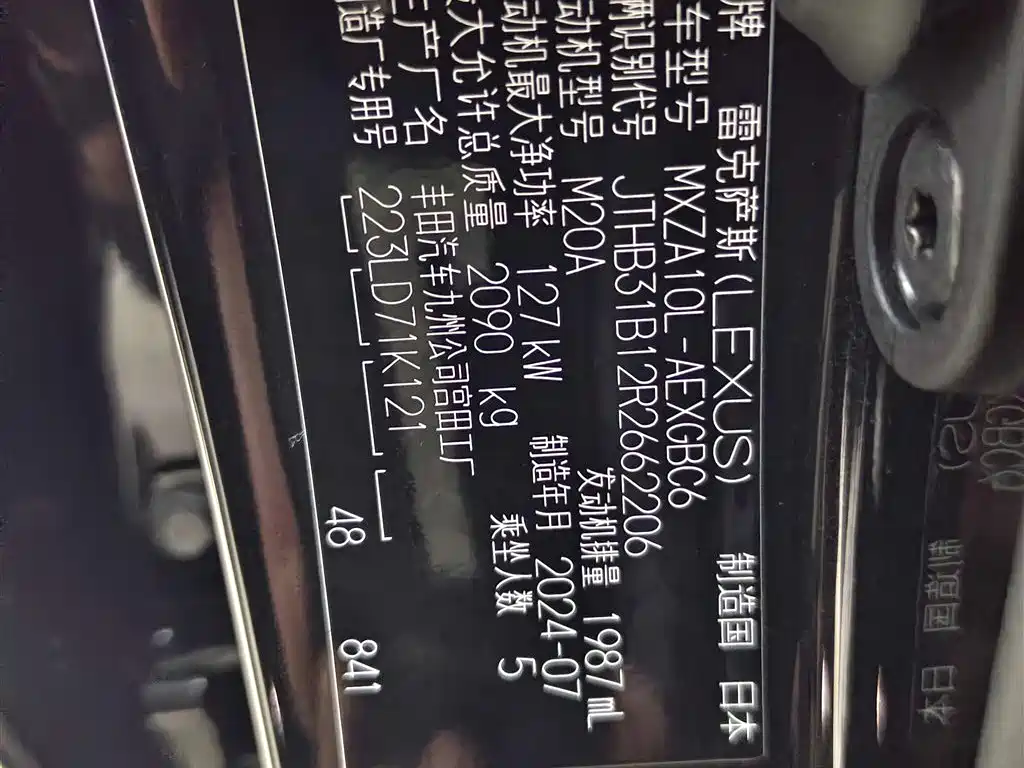 牌 雷克萨斯(LEXUS) 制造国 日本
车型号 MXZA10L-AEXGBC6
辆识别代号 JTHB31B12R2662206
动机型号 M20A 发动机排量 1987mL
动机最大净功率 127 kW 制造年月 2024-07
大允许总质量 2090 kg 乘坐人数 5
生产厂名 丰田汽车九州公司宫田工厂
造厂专用号 223LD71K121
48 841